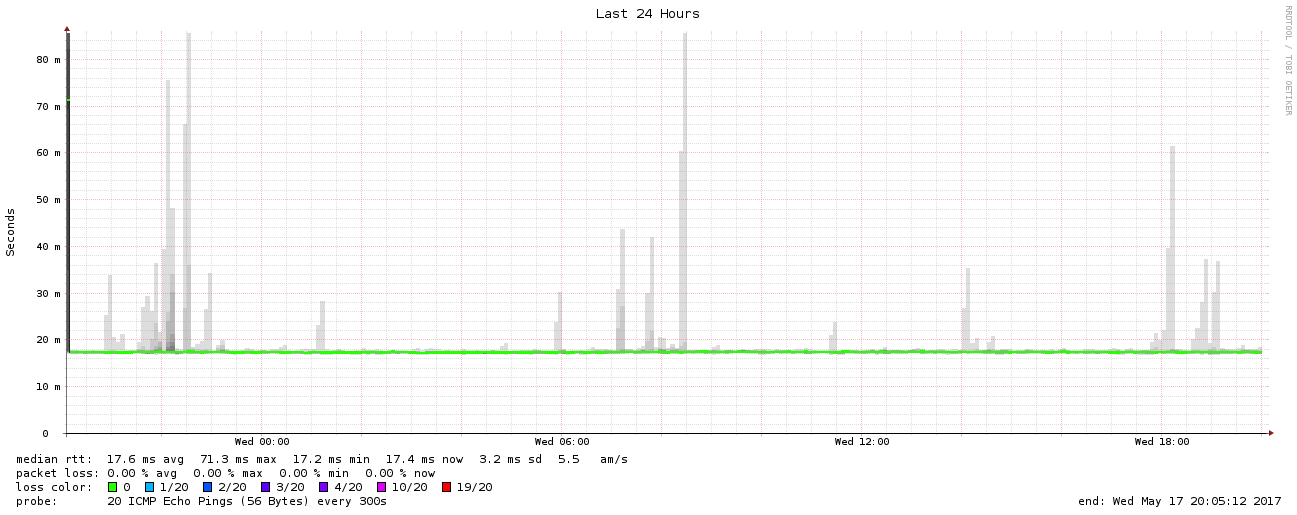 Last 24 Hours
RRDTOOL / TOBI OETIKER
Seconds
80 m
70 m
60 m
50 m
40 m
30 m
20 m
10 m
0
Wed 00:00 Wed 06:00 Wed 12:00 Wed 18:00
median rtt: 17.6 ms avg 71.3 ms max 17.2 ms min 17.4 ms now 3.2 ms sd 5.5 am/s
packet loss: 0.00 % avg 0.00 % max 0.00 % min 0.00 % now
loss color: 0 1/20 2/20 3/20 4/20 10/20 19/20
probe: 20 ICMP Echo Pings (56 Bytes) every 300s end: Wed May 17 20:05:12 2017